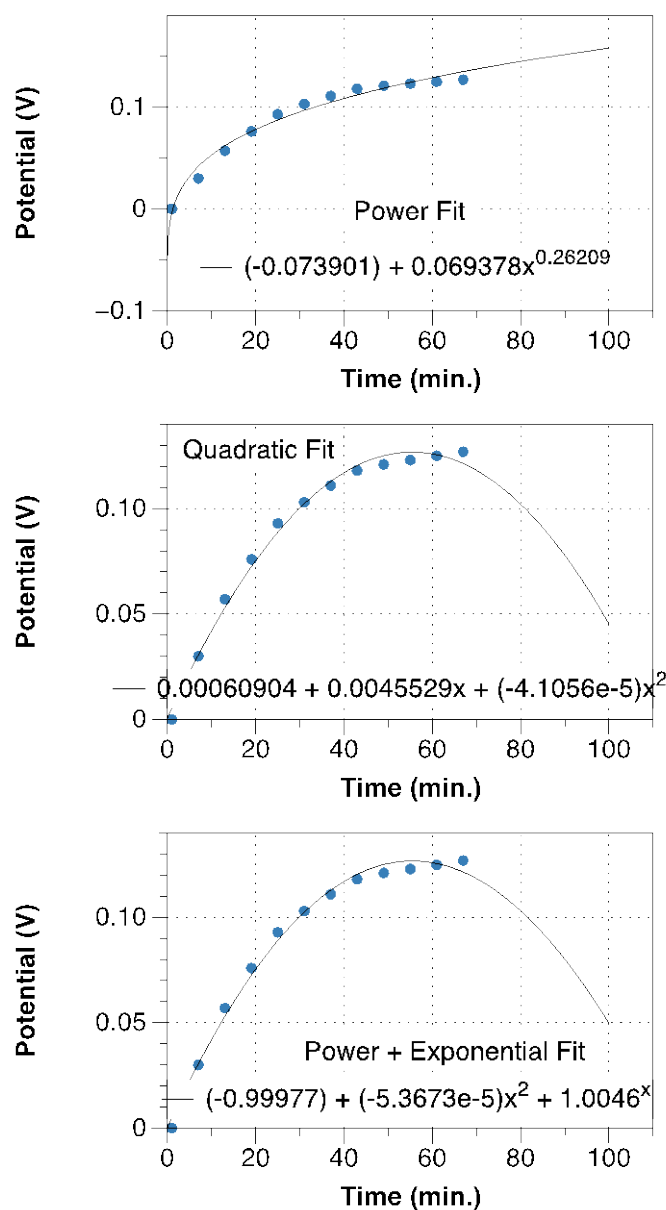 0.1
0
−0.1
Potential (V)
Power Fit
(-0.073901) + 0.069378x^0.26209
0 20 40 60 80 100
Time (min.)
Quadratic Fit
0.10
0.05
0
Potential (V)
0.00060904 + 0.0045529x + (-4.1056e-5)x^2
0 20 40 60 80 100
Time (min.)
0.10
0.05
0
Potential (V)
Power + Exponential Fit
(-0.99977) + (-5.3673e-5)x^2 + 1.0046^x
0 20 40 60 80 100
Time (min.)